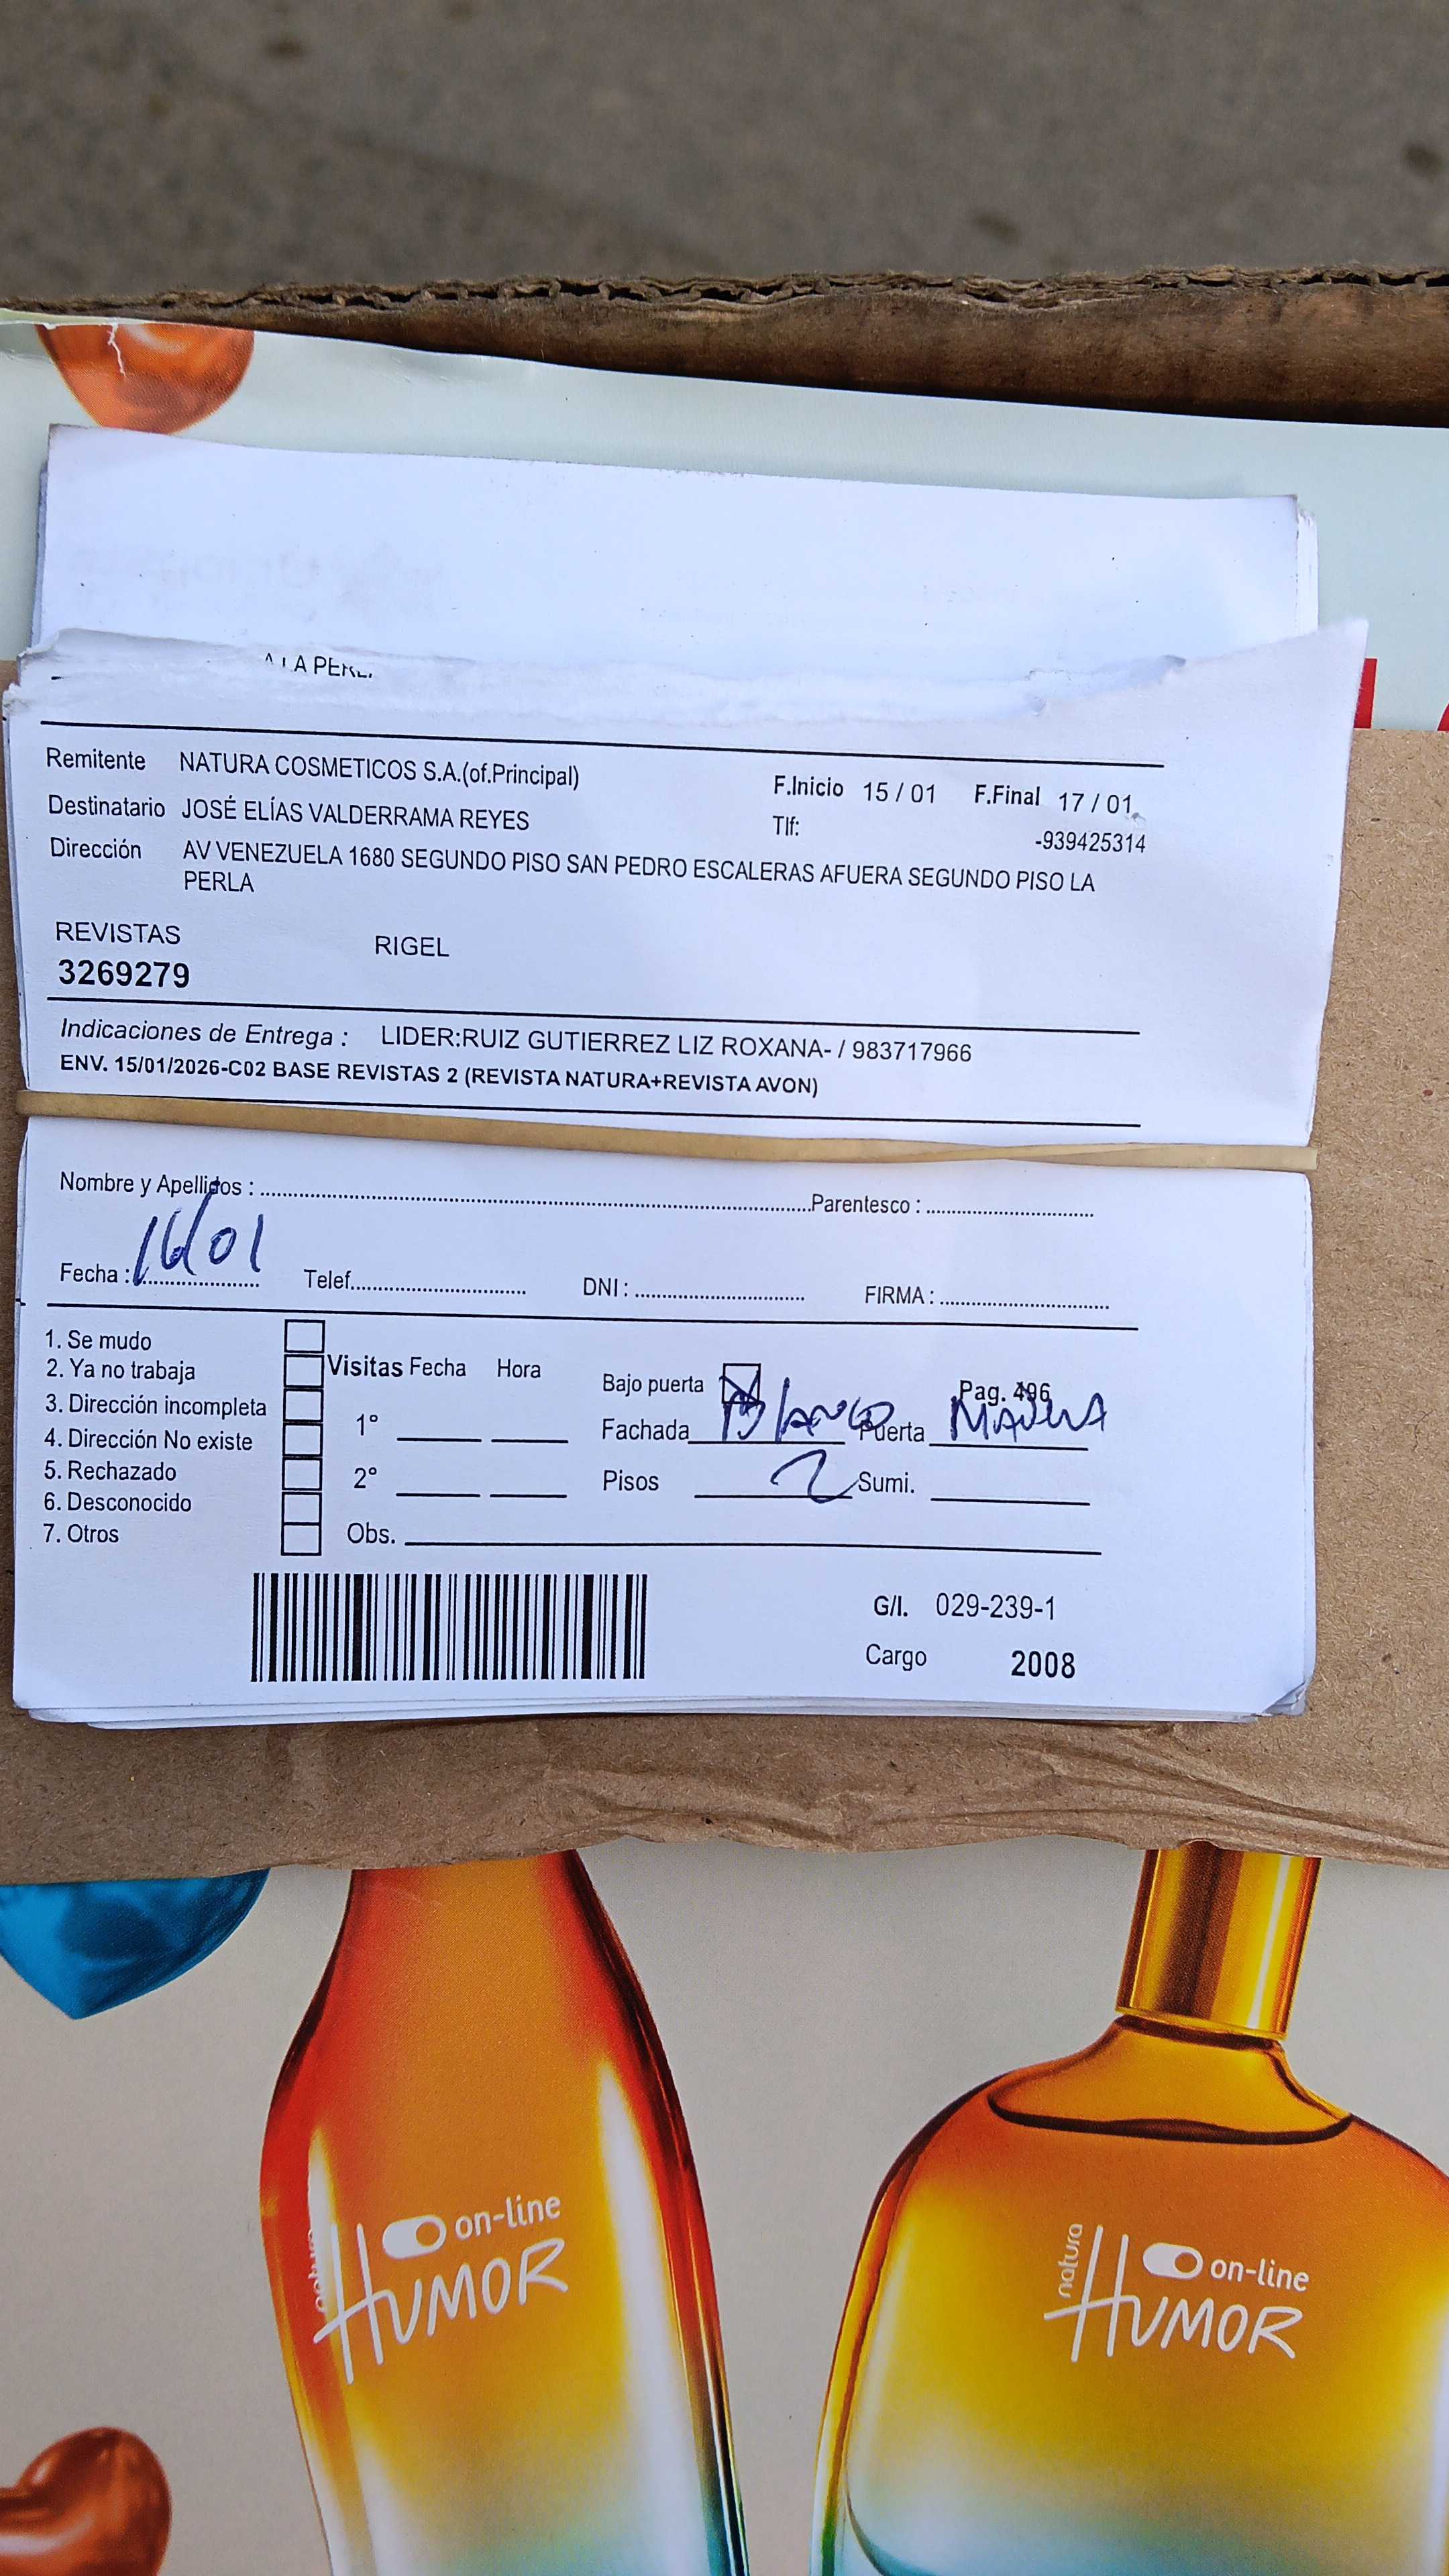 Remitente NATURA COSMETICOS S.A.(of.Principal) F.Inicio 15 / 01 F.Final 17 / 01
Destinatario JOSÉ ELÍAS VALDERRAMA REYES Tlf: -939425314
Dirección AV VENEZUELA 1680 SEGUNDO PISO SAN PEDRO ESCALERAS AFUERA SEGUNDO PISO LA
PERLA
REVISTAS RIGEL
3269279
Indicaciones de Entrega : LIDER:RUIZ GUTIERREZ LIZ ROXANA- / 983717966
ENV. 15/01/2026-C02 BASE REVISTAS 2 (REVISTA NATURA+REVISTA AVON)
Nombre y Apellidos : Parentesco :
Fecha : 16/01 Telef. DNI : FIRMA :
1. Se mudo
2. Ya no trabaja Visitas Fecha Hora Bajo puerta Pag. 496
3. Dirección incompleta 1° Fachada Blanco Puerta MADERA
4. Dirección No existe
5. Rechazado 2° Pisos 2 Sumi.
6. Desconocido
7. Otros Obs.
G/I. 029-239-1
Cargo 2008
on-line
HUMOR
natura
on-line
HUMOR